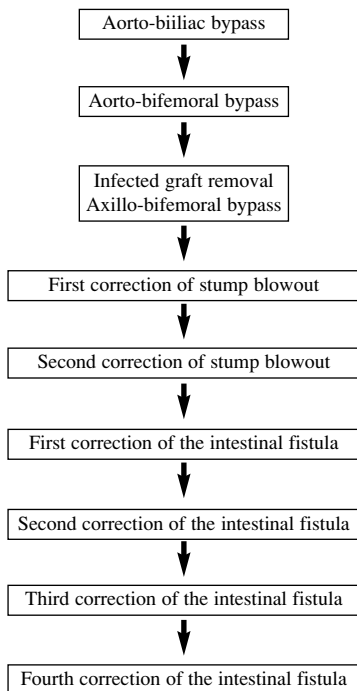 Aorto-biiliac bypass
Aorto-bifemoral bypass
Infected graft removal
Axillo-bifemoral bypass
First correction of stump blowout
Second correction of stump blowout
First correction of the intestinal fistula
Second correction of the intestinal fistula
Third correction of the intestinal fistula
Fourth correction of the intestinal fistula